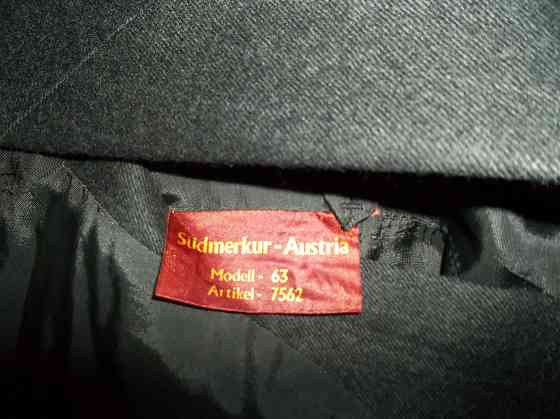 Südmerkur-Austria
Modell- 63
Artikel- 7562